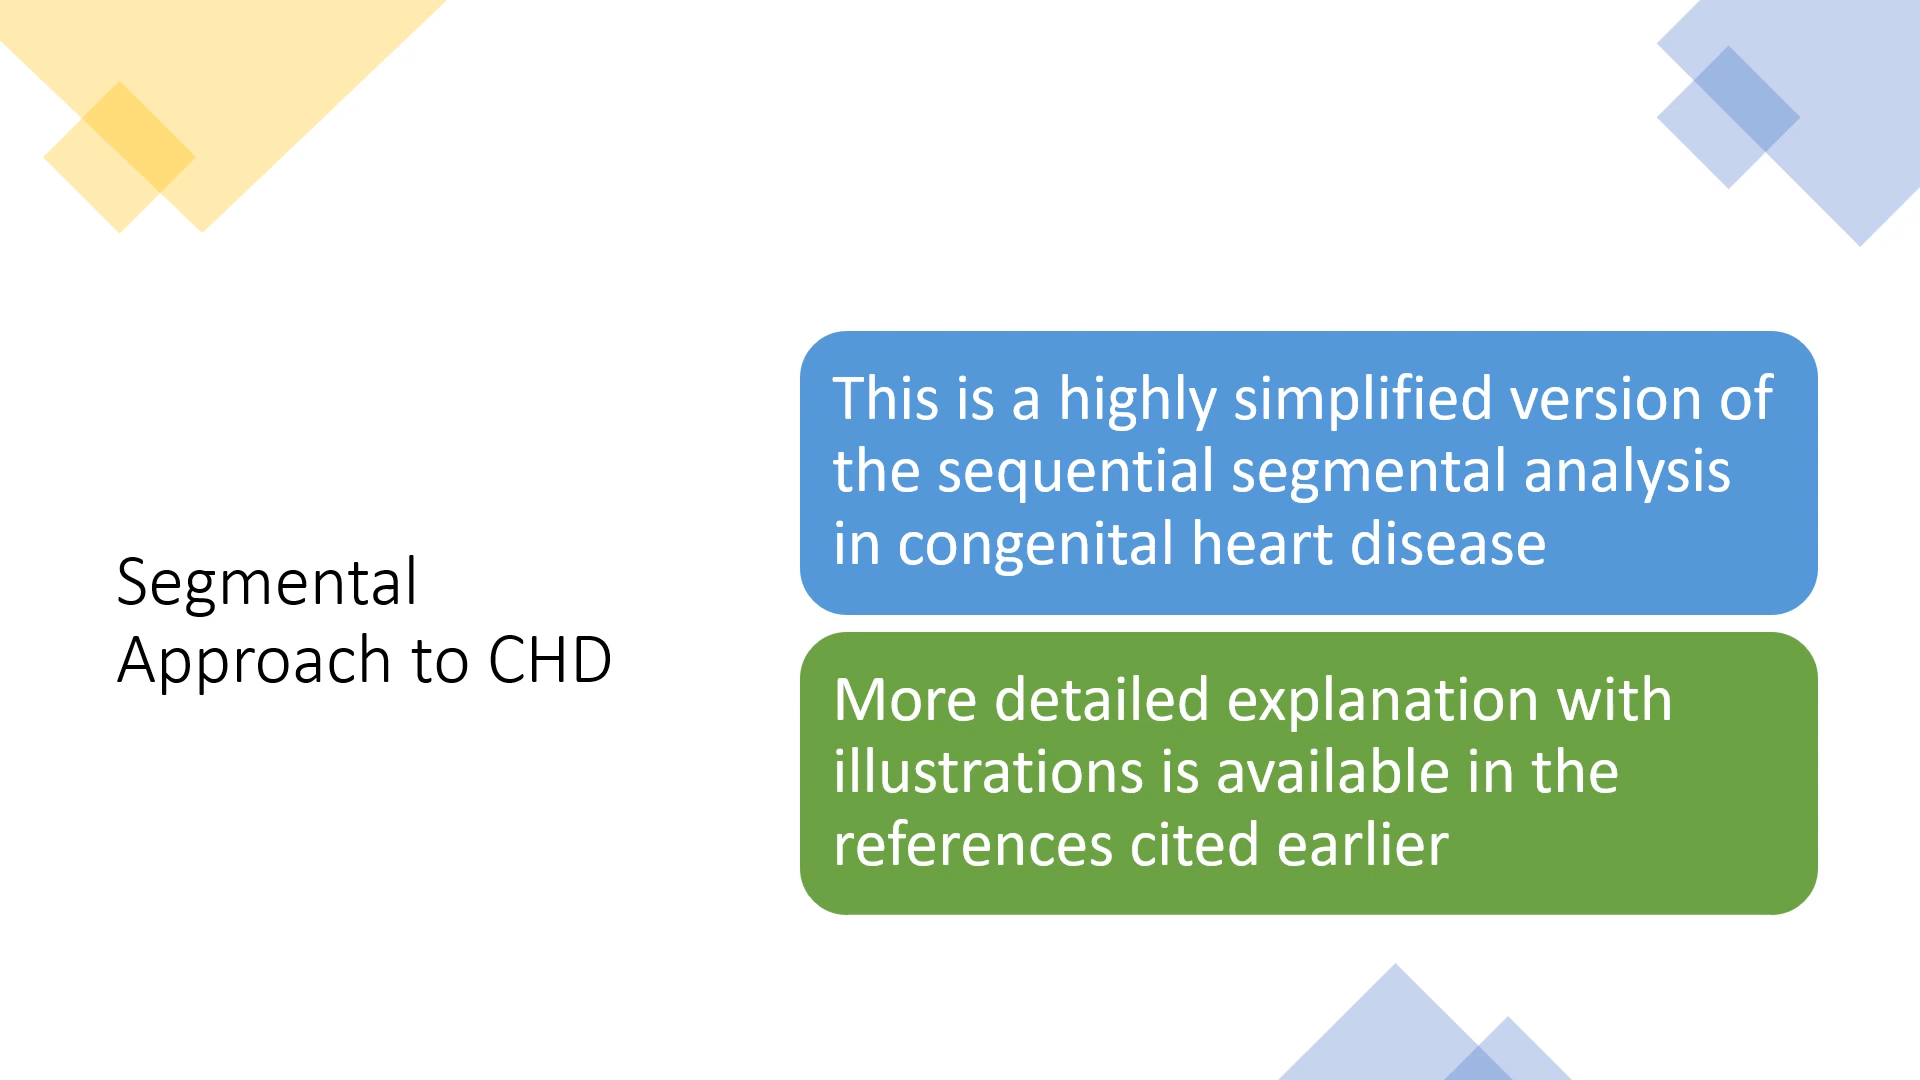 Segmental
Approach to CHD
This is a highly simplified version of
the sequential segmental analysis
in congenital heart disease
More detailed explanation with
illustrations is available in the
references cited earlier